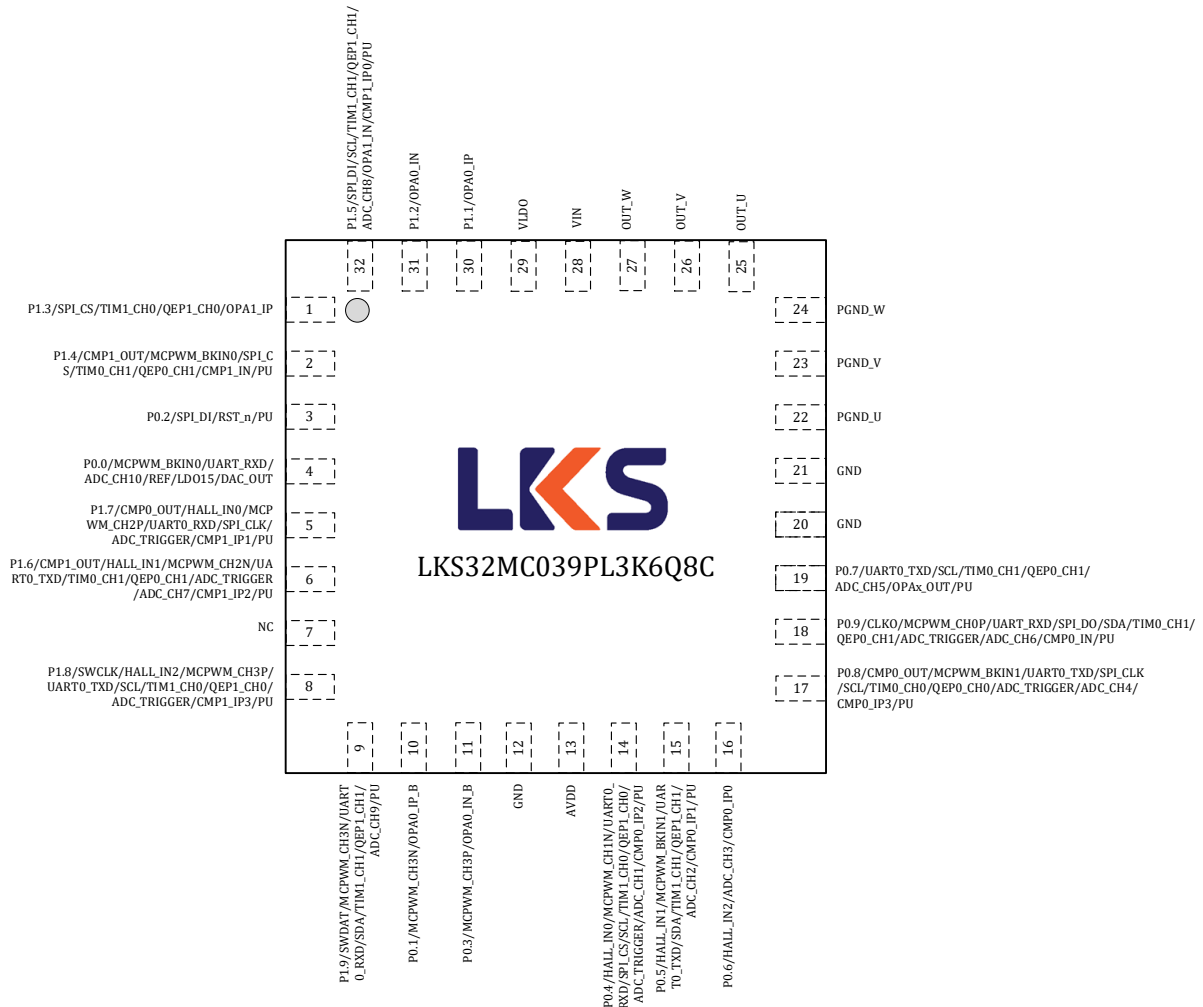 P1.5/SPI_DI/SCL/TIM1_CH1/QEP1_CH1/
ADC_CH8/OPA1_IN/CMP1_IP0/PU
P1.2/OPA0_IN
P1.1/OPA0_IP
VLDO
VIN
OUT_W
OUT_V
OUT_U
32
31
30
29
28
27
26
25
P1.3/SPI_CS/TIM1_CH0/QEP1_CH0/OPA1_IP
1
P1.4/CMP1_OUT/MCPWM_BKIN0/SPI_C
S/TIM0_CH1/QEP0_CH1/CMP1_IN/PU
2
P0.2/SPI_DI/RST_n/PU
3
P0.0/MCPWM_BKIN0/UART_RXD/
ADC_CH10/REF/LDO15/DAC_OUT
4
P1.7/CMP0_OUT/HALL_IN0/MCP
WM_CH2P/UART0_RXD/SPI_CLK/
ADC_TRIGGER/CMP1_IP1/PU
5
P1.6/CMP1_OUT/HALL_IN1/MCPWM_CH2N/UA
RT0_TXD/TIM0_CH1/QEP0_CH1/ADC_TRIGGER
/ADC_CH7/CMP1_IP2/PU
6
NC
7
P1.8/SWCLK/HALL_IN2/MCPWM_CH3P/
UART0_TXD/SCL/TIM1_CH0/QEP1_CH0/
ADC_TRIGGER/CMP1_IP3/PU
8
LKS
LKS32MC039PL3K6Q8C
24
PGND_W
23
PGND_V
22
PGND_U
21
GND
20
GND
19
P0.7/UART0_TXD/SCL/TIM0_CH1/QEP0_CH1/
ADC_CH5/OPAx_OUT/PU
18
P0.9/CLKO/MCPWM_CH0P/UART_RXD/SPI_DO/SDA/TIM0_CH1/
QEP0_CH1/ADC_TRIGGER/ADC_CH6/CMP0_IN/PU
17
P0.8/CMP0_OUT/MCPWM_BKIN1/UART0_TXD/SPI_CLK
/SCL/TIM0_CH0/QEP0_CH0/ADC_TRIGGER/ADC_CH4/
CMP0_IP3/PU
9
10
11
12
13
14
15
16
P1.9/SWDAT/MCPWM_CH3N/UART
0_RXD/SDA/TIM1_CH1/QEP1_CH1/
ADC_CH9/PU
P0.1/MCPWM_CH3N/OPA0_IP_B
P0.3/MCPWM_CH3P/OPA0_IN_B
GND
AVDD
P0.4/HALL_IN0/MCPWM_CH1N/UART0_
RXD/SPI_CS/SCL/TIM1_CH0/QEP1_CH0/
ADC_TRIGGER/ADC_CH1/CMP0_IP2/PU
P0.5/HALL_IN1/MCPWM_BKIN1/UAR
T0_TXD/SDA/TIM1_CH1/QEP1_CH1/
ADC_CH2/CMP0_IP1/PU
P0.6/HALL_IN2/ADC_CH3/CMP0_IP0